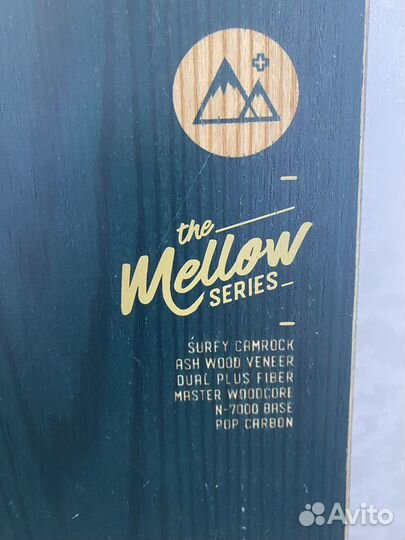 the
Mellow
SERIES
SURFY CAMROCK
ASH WOOD VENEER
DUAL PLUS FIBER
MASTER WOODCORE
N-7000 BASE
POP CARBON
Avito